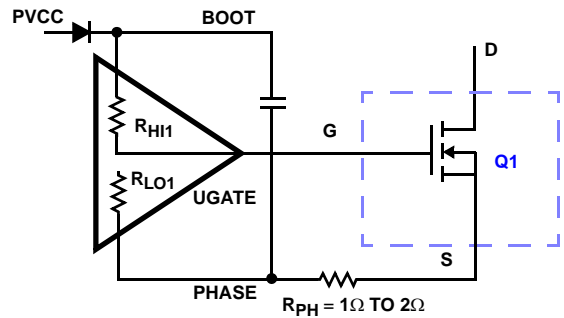 PVCC
BOOT
D
RHI1
G
Q1
RLO1
UGATE
S
PHASE
RPH = 1Ω TO 2Ω